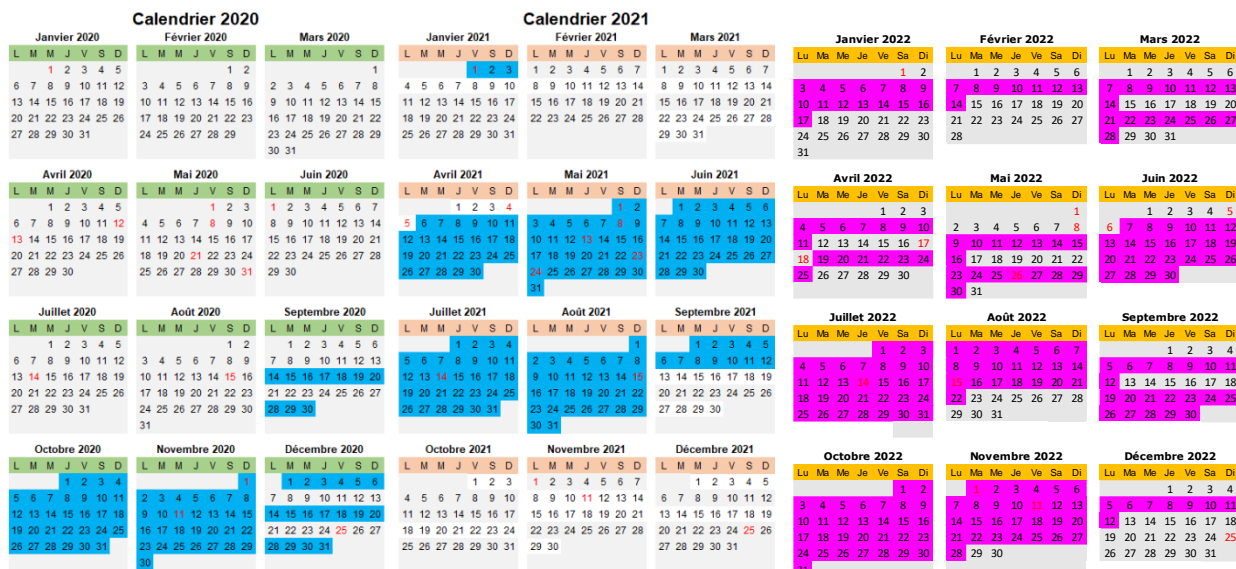 Calendrier 2020
Janvier 2020
L M M J V S D
1 2 3 4 5
6 7 8 9 10 11 12
13 14 15 16 17 18 19
20 21 22 23 24 25 26
27 28 29 30 31
Février 2020
L M M J V S D
1 2
3 4 5 6 7 8 9
10 11 12 13 14 15 16
17 18 19 20 21 22 23
24 25 26 27 28 29
Mars 2020
L M M J V S D
1
2 3 4 5 6 7 8
9 10 11 12 13 14 15
16 17 18 19 20 21 22
23 24 25 26 27 28 29
30 31
Avril 2020
L M M J V S D
1 2 3 4 5
6 7 8 9 10 11 12
13 14 15 16 17 18 19
20 21 22 23 24 25 26
27 28 29 30
Mai 2020
L M M J V S D
1 2 3
4 5 6 7 8 9 10
11 12 13 14 15 16 17
18 19 20 21 22 23 24
25 26 27 28 29 30 31
Juin 2020
L M M J V S D
1 2 3 4 5 6 7
8 9 10 11 12 13 14
15 16 17 18 19 20 21
22 23 24 25 26 27 28
29 30
Juillet 2020
L M M J V S D
1 2 3 4 5
6 7 8 9 10 11 12
13 14 15 16 17 18 19
20 21 22 23 24 25 26
27 28 29 30 31
Août 2020
L M M J V S D
1 2
3 4 5 6 7 8 9
10 11 12 13 14 15 16
17 18 19 20 21 22 23
24 25 26 27 28 29 30
31
Septembre 2020
L M M J V S D
1 2 3 4 5 6
7 8 9 10 11 12 13
14 15 16 17 18 19 20
21 22 23 24 25 26 27
28 29 30
Octobre 2020
L M M J V S D
1 2 3 4
5 6 7 8 9 10 11
12 13 14 15 16 17 18
19 20 21 22 23 24 25
26 27 28 29 30 31
Novembre 2020
L M M J V S D
1
2 3 4 5 6 7 8
9 10 11 12 13 14 15
16 17 18 19 20 21 22
23 24 25 26 27 28 29
30
Décembre 2020
L M M J V S D
1 2 3 4 5 6
7 8 9 10 11 12 13
14 15 16 17 18 19 20
21 22 23 24 25 26 27
28 29 30 31
Calendrier 2021
Janvier 2021
L M M J V S D
1 2 3
4 5 6 7 8 9 10
11 12 13 14 15 16 17
18 19 20 21 22 23 24
25 26 27 28 29 30 31
Février 2021
L M M J V S D
1 2 3 4 5 6 7
8 9 10 11 12 13 14
15 16 17 18 19 20 21
22 23 24 25 26 27 28
Mars 2021
L M M J V S D
1 2 3 4 5 6 7
8 9 10 11 12 13 14
15 16 17 18 19 20 21
22 23 24 25 26 27 28
29 30 31
Avril 2021
L M M J V S D
1 2 3 4
5 6 7 8 9 10 11
12 13 14 15 16 17 18
19 20 21 22 23 24 25
26 27 28 29 30
Mai 2021
L M M J V S D
1 2
3 4 5 6 7 8 9
10 11 12 13 14 15 16
17 18 19 20 21 22 23
24 25 26 27 28 29 30
31
Juin 2021
L M M J V S D
1 2 3 4 5 6
7 8 9 10 11 12 13
14 15 16 17 18 19 20
21 22 23 24 25 26 27
28 29 30
Juillet 2021
L M M J V S D
1 2 3 4
5 6 7 8 9 10 11
12 13 14 15 16 17 18
19 20 21 22 23 24 25
26 27 28 29 30 31
Août 2021
L M M J V S D
1
2 3 4 5 6 7 8
9 10 11 12 13 14 15
16 17 18 19 20 21 22
23 24 25 26 27 28 29
30 31
Septembre 2021
L M M J V S D
1 2 3 4 5
6 7 8 9 10 11 12
13 14 15 16 17 18 19
20 21 22 23 24 25 26
27 28 29 30
Octobre 2021
L M M J V S D
1 2 3
4 5 6 7 8 9 10
11 12 13 14 15 16 17
18 19 20 21 22 23 24
25 26 27 28 29 30 31
Novembre 2021
L M M J V S D
1 2 3 4 5 6 7
8 9 10 11 12 13 14
15 16 17 18 19 20 21
22 23 24 25 26 27 28
29 30
Décembre 2021
L M M J V S D
1 2 3 4 5
6 7 8 9 10 11 12
13 14 15 16 17 18 19
20 21 22 23 24 25 26
27 28 29 30 31
Janvier 2022
Lu Ma Me Je Ve Sa Di
1 2
3 4 5 6 7 8 9
10 11 12 13 14 15 16
17 18 19 20 21 22 23
24 25 26 27 28 29 30
31
Février 2022
Lu Ma Me Je Ve Sa Di
1 2 3 4 5 6
7 8 9 10 11 12 13
14 15 16 17 18 19 20
21 22 23 24 25 26 27
28
Mars 2022
Lu Ma Me Je Ve Sa Di
1 2 3 4 5 6
7 8 9 10 11 12 13
14 15 16 17 18 19 20
21 22 23 24 25 26 27
28 29 30 31
Avril 2022
Lu Ma Me Je Ve Sa Di
1 2 3
4 5 6 7 8 9 10
11 12 13 14 15 16 17
18 19 20 21 22 23 24
25 26 27 28 29 30
Mai 2022
Lu Ma Me Je Ve Sa Di
1
2 3 4 5 6 7 8
9 10 11 12 13 14 15
16 17 18 19 20 21 22
23 24 25 26 27 28 29
30 31
Juin 2022
Lu Ma Me Je Ve Sa Di
1 2 3 4 5
6 7 8 9 10 11 12
13 14 15 16 17 18 19
20 21 22 23 24 25 26
27 28 29 30
Juillet 2022
Lu Ma Me Je Ve Sa Di
1 2 3
4 5 6 7 8 9 10
11 12 13 14 15 16 17
18 19 20 21 22 23 24
25 26 27 28 29 30 31
Août 2022
Lu Ma Me Je Ve Sa Di
1 2 3 4 5 6 7
8 9 10 11 12 13 14
15 16 17 18 19 20 21
22 23 24 25 26 27 28
29 30 31
Septembre 2022
Lu Ma Me Je Ve Sa Di
1 2 3 4
5 6 7 8 9 10 11
12 13 14 15 16 17 18
19 20 21 22 23 24 25
26 27 28 29 30
Octobre 2022
Lu Ma Me Je Ve Sa Di
1 2
3 4 5 6 7 8 9
10 11 12 13 14 15 16
17 18 19 20 21 22 23
24 25 26 27 28 29 30
Novembre 2022
Lu Ma Me Je Ve Sa Di
1 2 3 4 5 6
7 8 9 10 11 12 13
14 15 16 17 18 19 20
21 22 23 24 25 26 27
28 29 30
Décembre 2022
Lu Ma Me Je Ve Sa Di
1 2 3 4
5 6 7 8 9 10 11
12 13 14 15 16 17 18
19 20 21 22 23 24 25
26 27 28 29 30 31